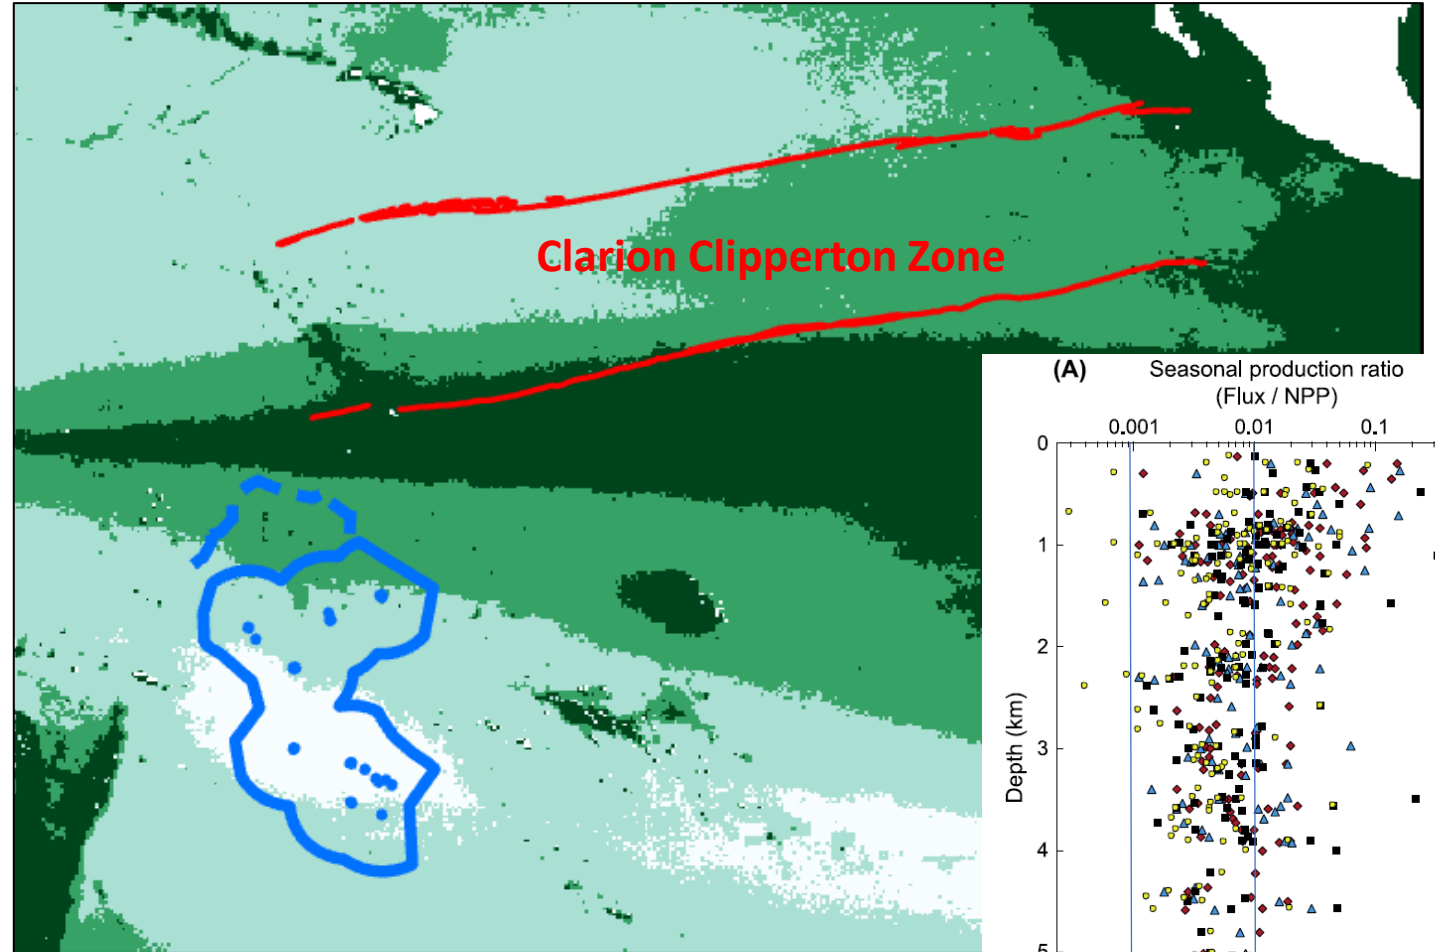 Clarion Clipperton Zone
(A) Seasonal production ratio
(Flux / NPP)
0.001 0.01 0.1
0
1
2
3
4
5
Depth (km)